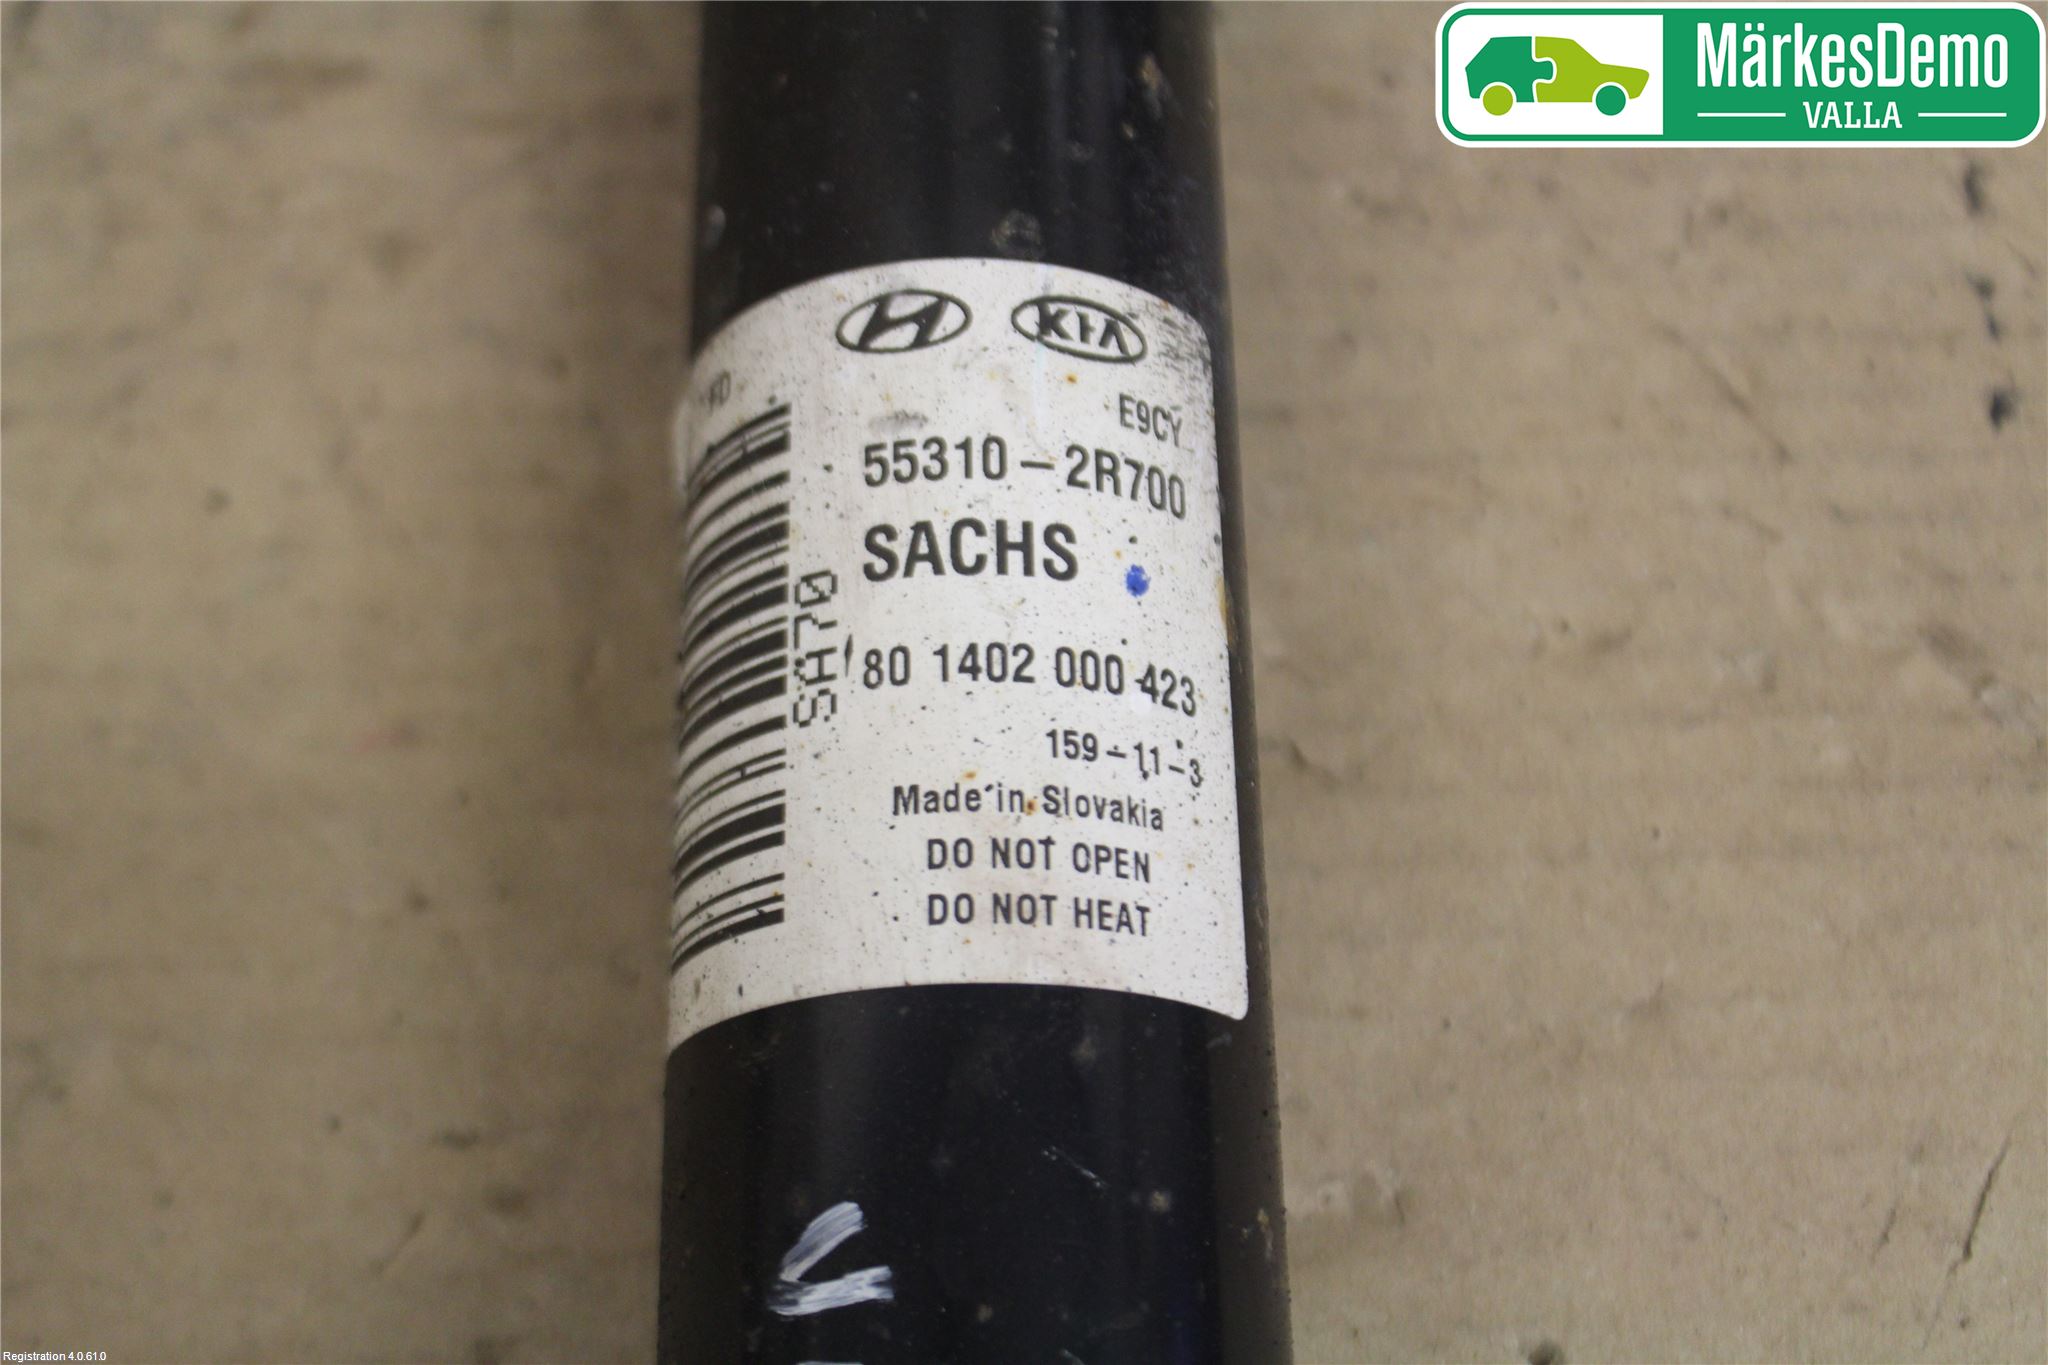 MärkesDemo
VALLA
KIA
E9CY
55310-2R700
SACHS
SA70
80 1402 000 423
159-11-3
Made in Slovakia
DO NOT OPEN
DO NOT HEAT
Registration 4.0.61.0